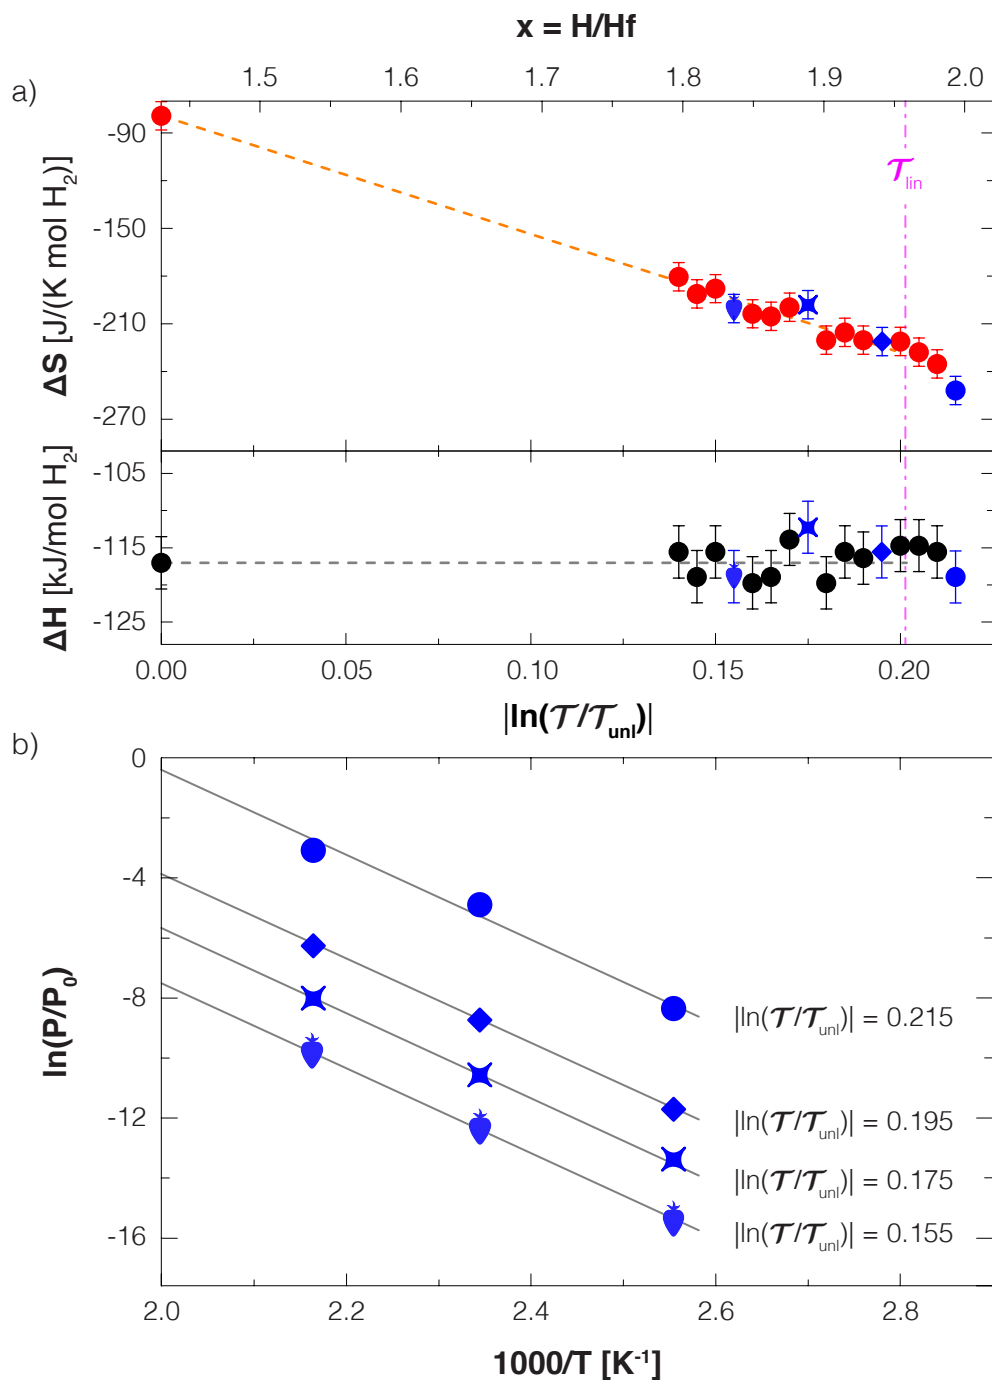 x = H/Hf
1.5 1.6 1.7 1.8 1.9 2.0
a)
ΔS [J/(K mol H₂)]
-90
-150
-210
-270
𝒯lin
ΔH [kJ/mol H₂]
-105
-115
-125
0.00 0.05 0.10 0.15 0.20
|ln(𝒯/𝒯unl)|
b)
ln(P/P₀)
0
-4
-8
-12
-16
|ln(𝒯/𝒯unl)| = 0.215
|ln(𝒯/𝒯unl)| = 0.195
|ln(𝒯/𝒯unl)| = 0.175
|ln(𝒯/𝒯unl)| = 0.155
2.0 2.2 2.4 2.6 2.8
1000/T [K⁻¹]